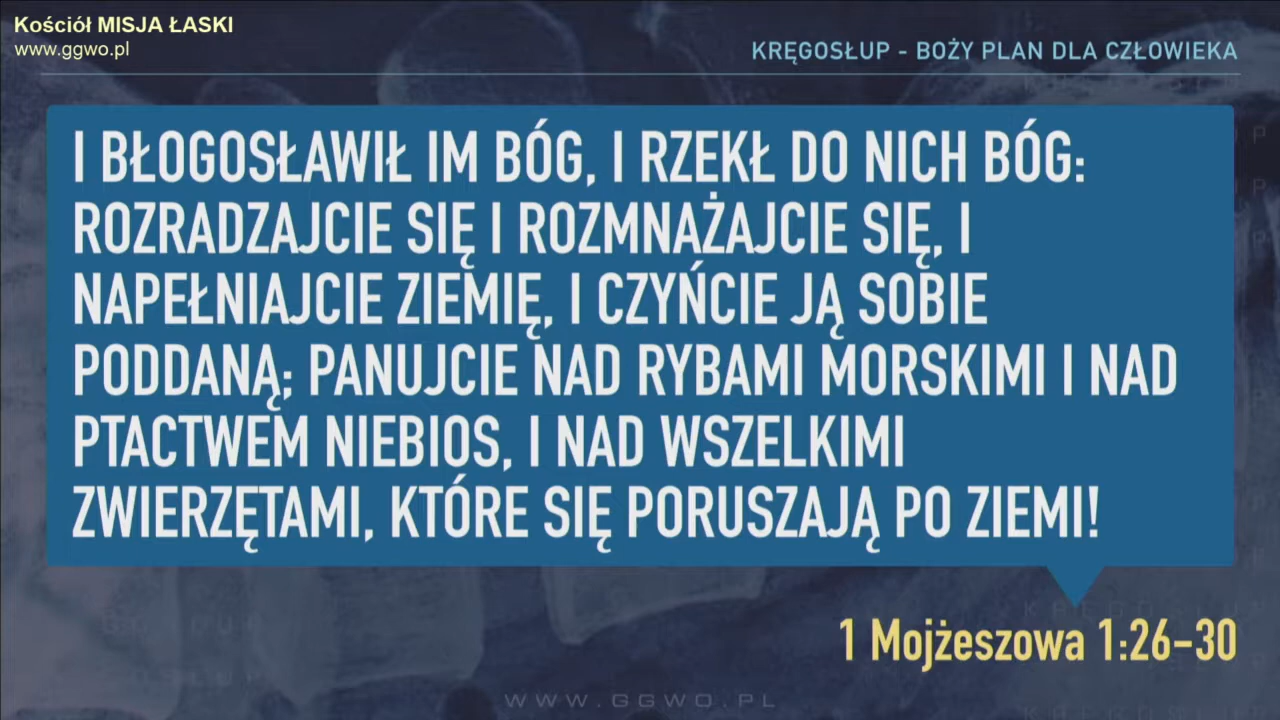 Kościół MISJA ŁASKI
www.ggwo.pl
KRĘGOSŁUP - BOŻY PLAN DLA CZŁOWIEKA
I BŁOGOSŁAWIŁ IM BÓG, I RZEKŁ DO NICH BÓG:
ROZRADZAJCIE SIĘ I ROZMNAŻAJCIE SIĘ, I
NAPEŁNIAJCIE ZIEMIĘ, I CZYŃCIE JĄ SOBIE
PODDANĄ; PANUJCIE NAD RYBAMI MORSKIMI I NAD
PTACTWEM NIEBIOS, I NAD WSZELKIMI
ZWIERZĘTAMI, KTÓRE SIĘ PORUSZAJĄ PO ZIEMI!
1 Mojżeszowa 1:26-30
WWW.GGWO.PL